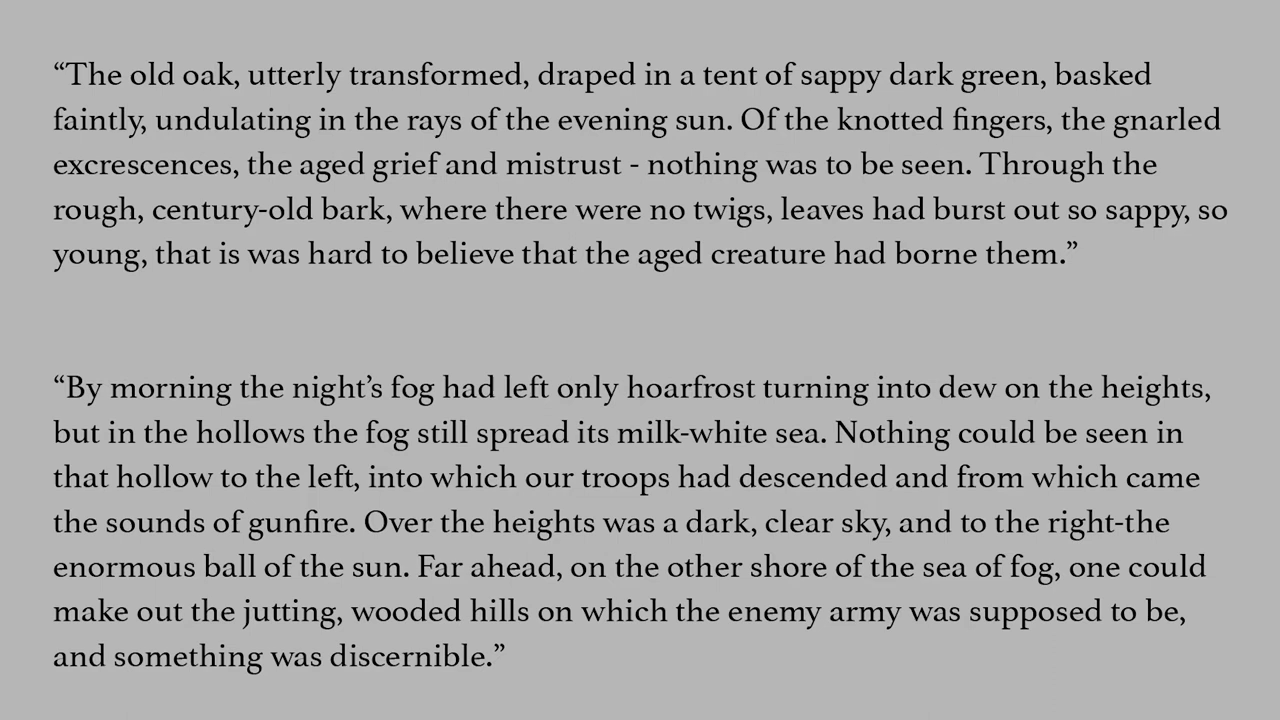 “The old oak, utterly transformed, draped in a tent of sappy dark green, basked
faintly, undulating in the rays of the evening sun. Of the knotted fingers, the gnarled
excrescences, the aged grief and mistrust - nothing was to be seen. Through the
rough, century-old bark, where there were no twigs, leaves had burst out so sappy, so
young, that is was hard to believe that the aged creature had borne them.”
“By morning the night’s fog had left only hoarfrost turning into dew on the heights,
but in the hollows the fog still spread its milk-white sea. Nothing could be seen in
that hollow to the left, into which our troops had descended and from which came
the sounds of gunfire. Over the heights was a dark, clear sky, and to the right-the
enormous ball of the sun. Far ahead, on the other shore of the sea of fog, one could
make out the jutting, wooded hills on which the enemy army was supposed to be,
and something was discernible.”